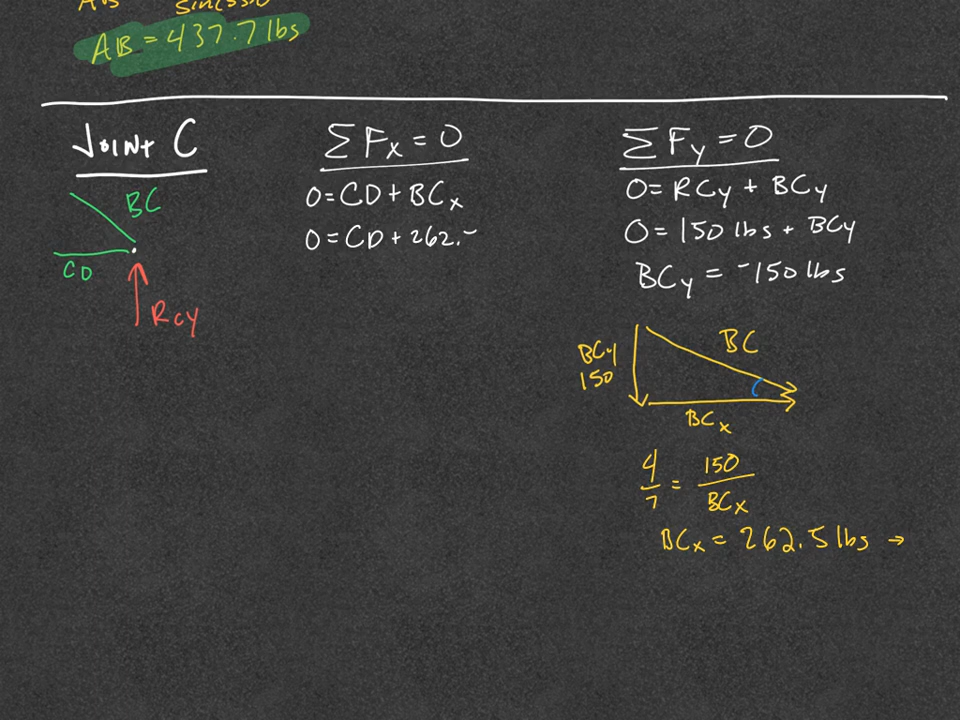 AB
AB = 437.7 lbs
JOINT C
BC
CD
RCY
ΣFx = 0
0 = CD + BCx
0 = CD + 262.
ΣFy = 0
0 = RCy + BCy
0 = 150 lbs + BCy
BCy = -150 lbs
BC
BCy
150
BCx
4/7 = 150/BCx
BCx = 262.5 lbs →